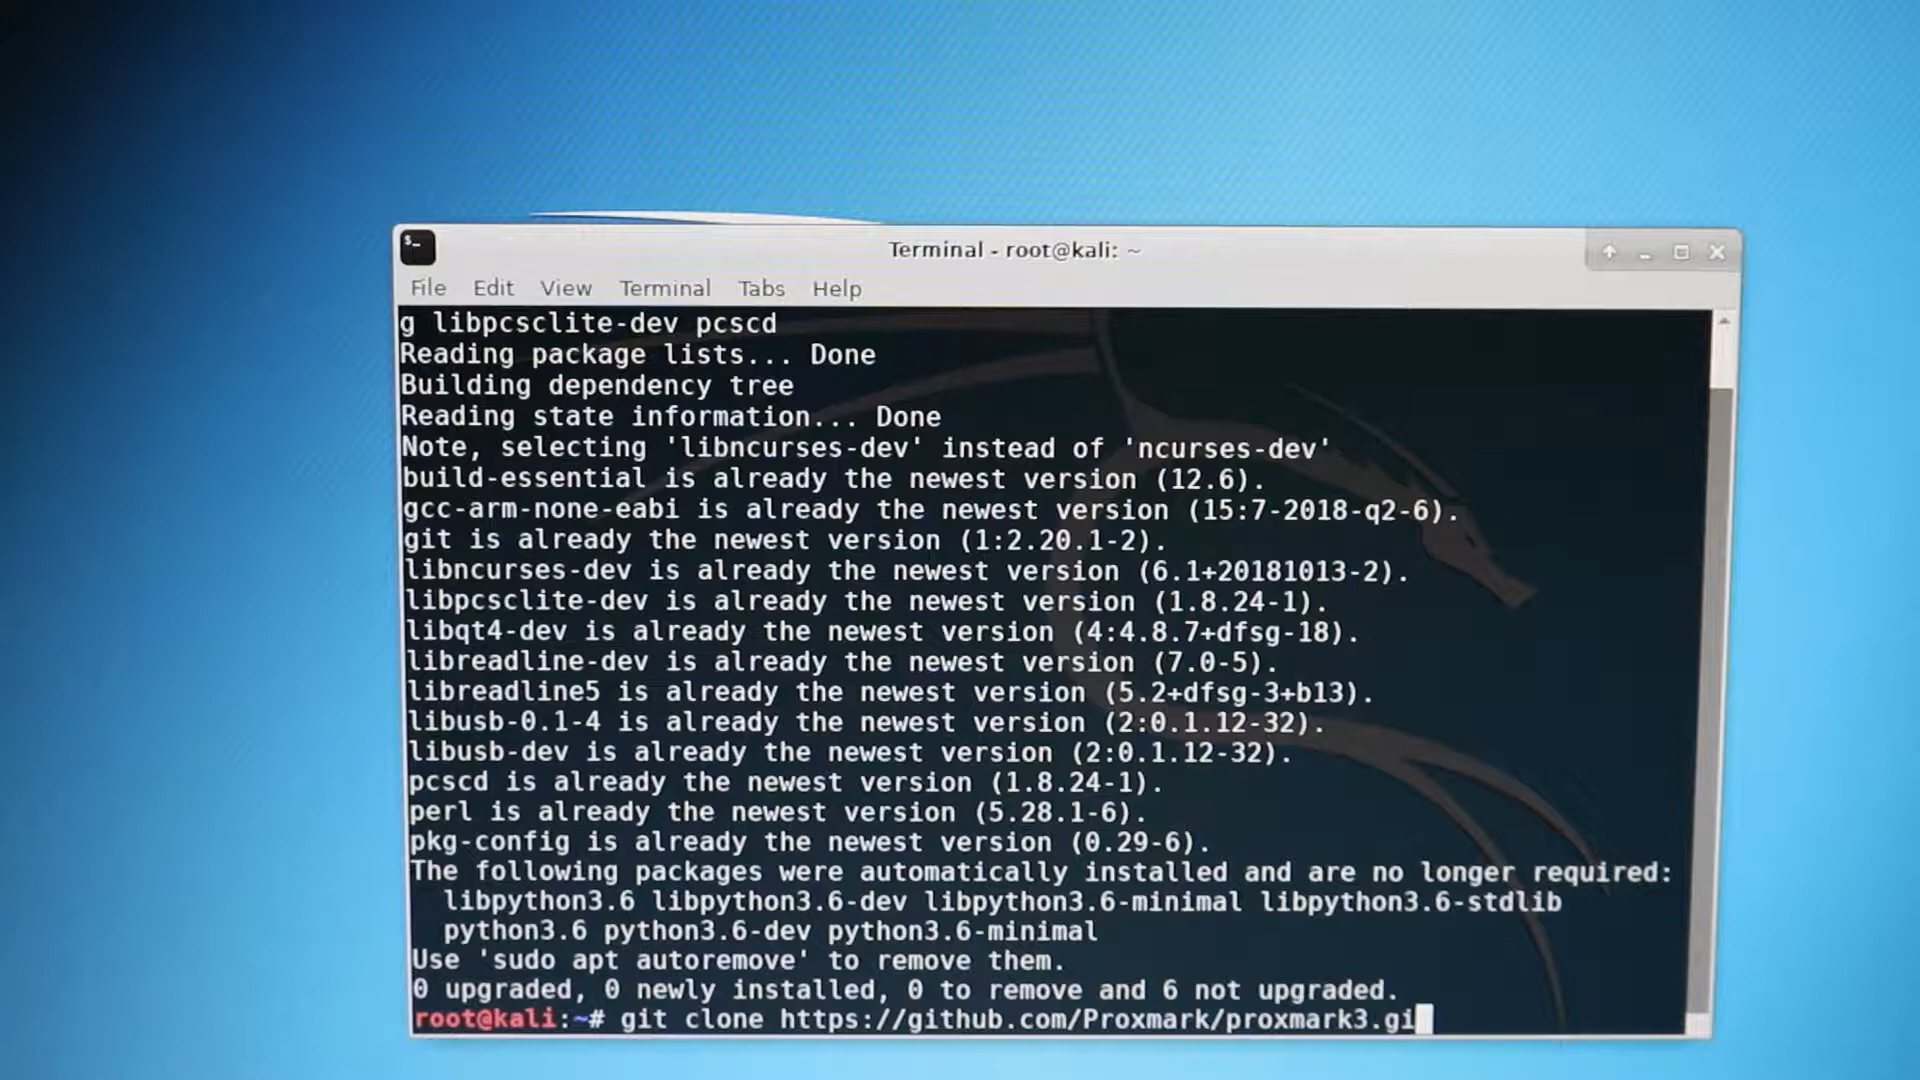 $_
Terminal - root@kali: ~
File Edit View Terminal Tabs Help
g libpcsclite-dev pcscd
Reading package lists... Done
Building dependency tree
Reading state information... Done
Note, selecting 'libncurses-dev' instead of 'ncurses-dev'
build-essential is already the newest version (12.6).
gcc-arm-none-eabi is already the newest version (15:7-2018-q2-6).
git is already the newest version (1:2.20.1-2).
libncurses-dev is already the newest version (6.1+20181013-2).
libpcsclite-dev is already the newest version (1.8.24-1).
libqt4-dev is already the newest version (4:4.8.7+dfsg-18).
libreadline-dev is already the newest version (7.0-5).
libreadline5 is already the newest version (5.2+dfsg-3+b13).
libusb-0.1-4 is already the newest version (2:0.1.12-32).
libusb-dev is already the newest version (2:0.1.12-32).
pcscd is already the newest version (1.8.24-1).
perl is already the newest version (5.28.1-6).
pkg-config is already the newest version (0.29-6).
The following packages were automatically installed and are no longer required:
libpython3.6 libpython3.6-dev libpython3.6-minimal libpython3.6-stdlib
python3.6 python3.6-dev python3.6-minimal
Use 'sudo apt autoremove' to remove them.
0 upgraded, 0 newly installed, 0 to remove and 6 not upgraded.
root@kali:~# git clone https://github.com/Proxmark/proxmark3.gi